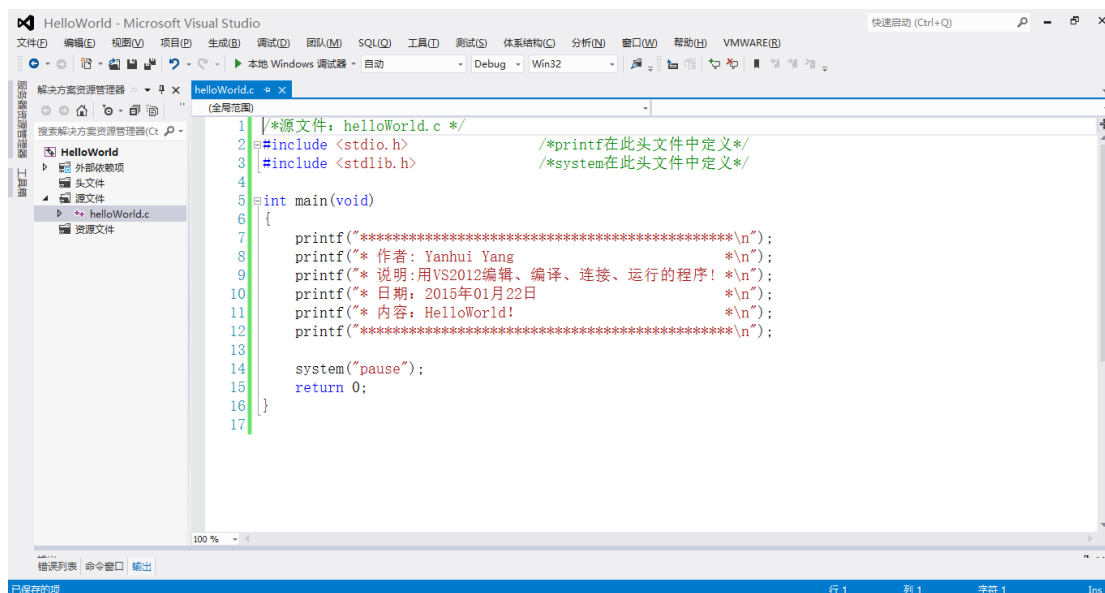 HelloWorld - Microsoft Visual Studio
快速启动 (Ctrl+Q)
文件(F) 编辑(E) 视图(V) 项目(P) 生成(B) 调试(D) 团队(M) SQL(Q) 工具(T) 测试(S) 体系结构(C) 分析(N) 窗口(W) 帮助(H) VMWARE(R)
本地 Windows 调试器 自动 Debug Win32
服务器资源管理器
工具箱
解决方案资源管理器
搜索解决方案资源管理器(Ct
HelloWorld
外部依赖项
头文件
源文件
helloWorld.c
资源文件
helloWorld.c
(全局范围)
1 /*源文件: helloWorld.c */
2 #include <stdio.h> /*printf在此头文件中定义*/
3 #include <stdlib.h> /*system在此头文件中定义*/
4
5 int main(void)
6 {
7 printf("**********************************************\n");
8 printf("* 作者: Yanhui Yang *\n");
9 printf("* 说明:用VS2012编辑、编译、连接、运行的程序! *\n");
10 printf("* 日期: 2015年01月22日 *\n");
11 printf("* 内容: HelloWorld! *\n");
12 printf("**********************************************\n");
13
14 system("pause");
15 return 0;
16 }
17
100 %
错误列表 命令窗口 输出
已保存的项 行 1 列 1 字符 1 Ins